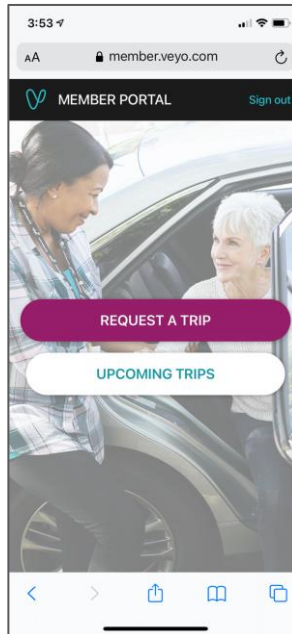 3:53
AA member.veyo.com
MEMBER PORTAL Sign out
REQUEST A TRIP
UPCOMING TRIPS